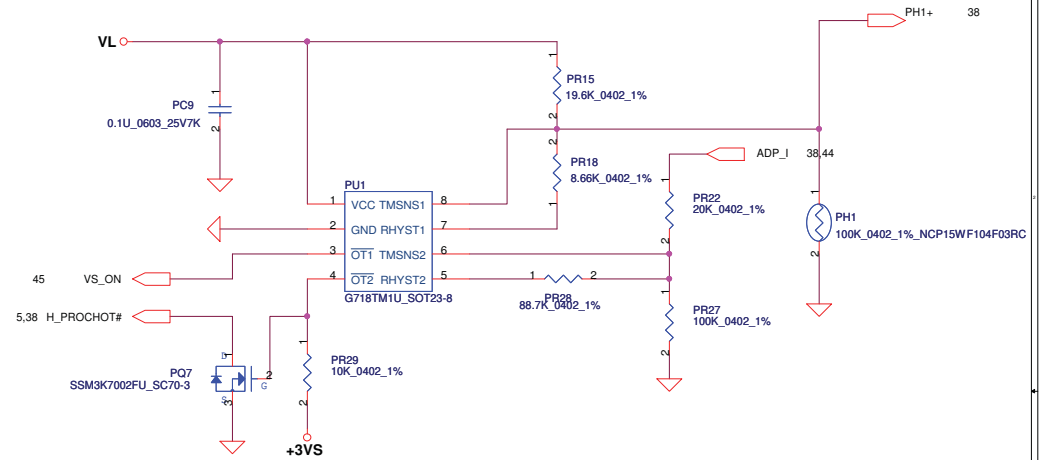 PH1+ 38
VL
1
PR15
19.6K_0402_1%
2
1
PC9
0.1U_0603_25V7K
2
2
PR18
8.66K_0402_1%
1
ADP_I 38,44
1
PR22
20K_0402_1%
2
1
PH1
100K_0402_1%_NCP15WF104F03RC
2
PU1
1 VCC TMSNS1 8
2 GND RHYST1 7
3 OT1 TMSNS2 6
4 OT2 RHYST2 5
G718TM1U_SOT23-8
45 VS_ON
1 2
PR28
88.7K_0402_1%
5,38 H_PROCHOT#
1
PR27
100K_0402_1%
2
D 1
PQ7
SSM3K7002FU_SC70-3
2
G
S 3
1
PR29
10K_0402_1%
2
+3VS